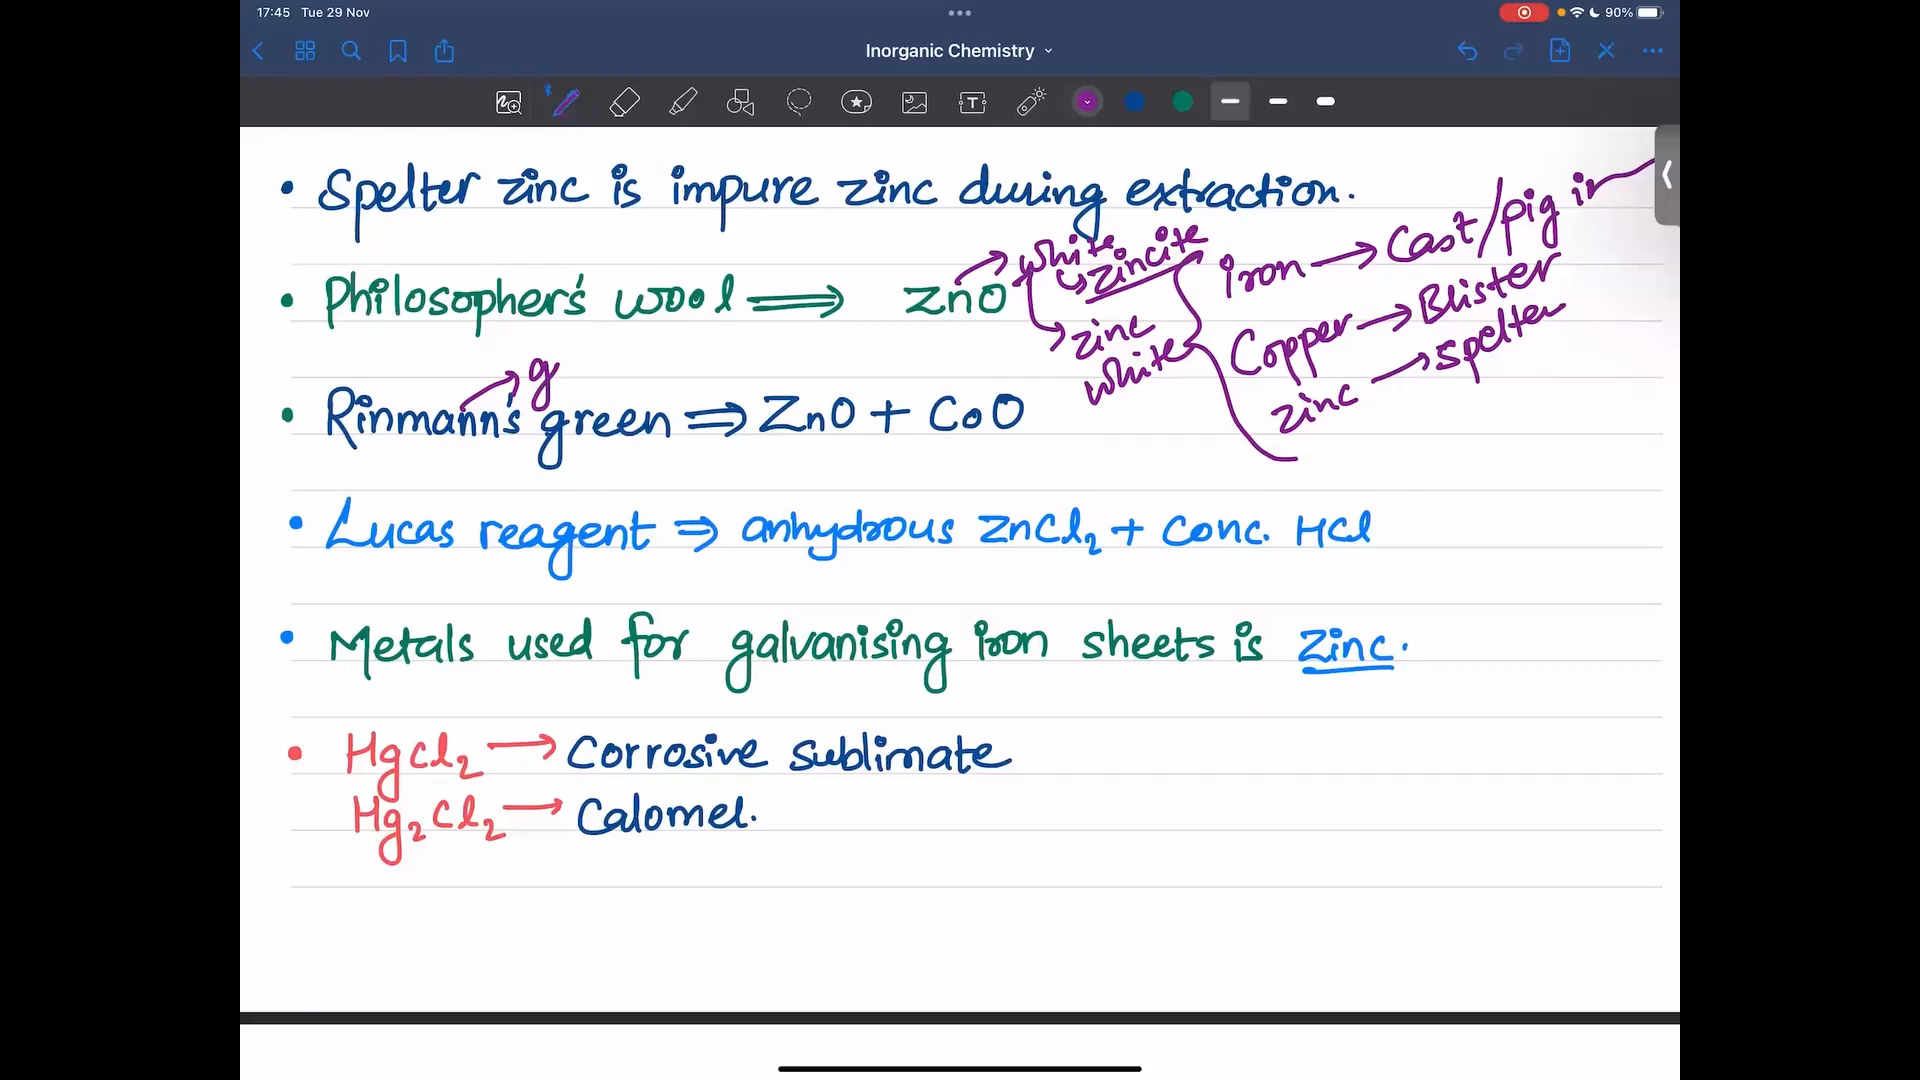 17:45 Tue 29 Nov
90%
Inorganic Chemistry
• Spelter zinc is impure zinc during extraction.
• Philosopher's wool ⟹ ZnO
→ white
↳ zincite
→ zinc
white
iron → Cast/pig ir
Copper → Blister
zinc → spelter
→ g
• Rinmann's green ⇒ ZnO + CoO
• Lucas reagent ⇒ anhydrous ZnCl₂ + Conc. HCl
• Metals used for galvanising iron sheets is zinc.
• HgCl₂ → Corrosive sublimate
Hg₂Cl₂ → Calomel.